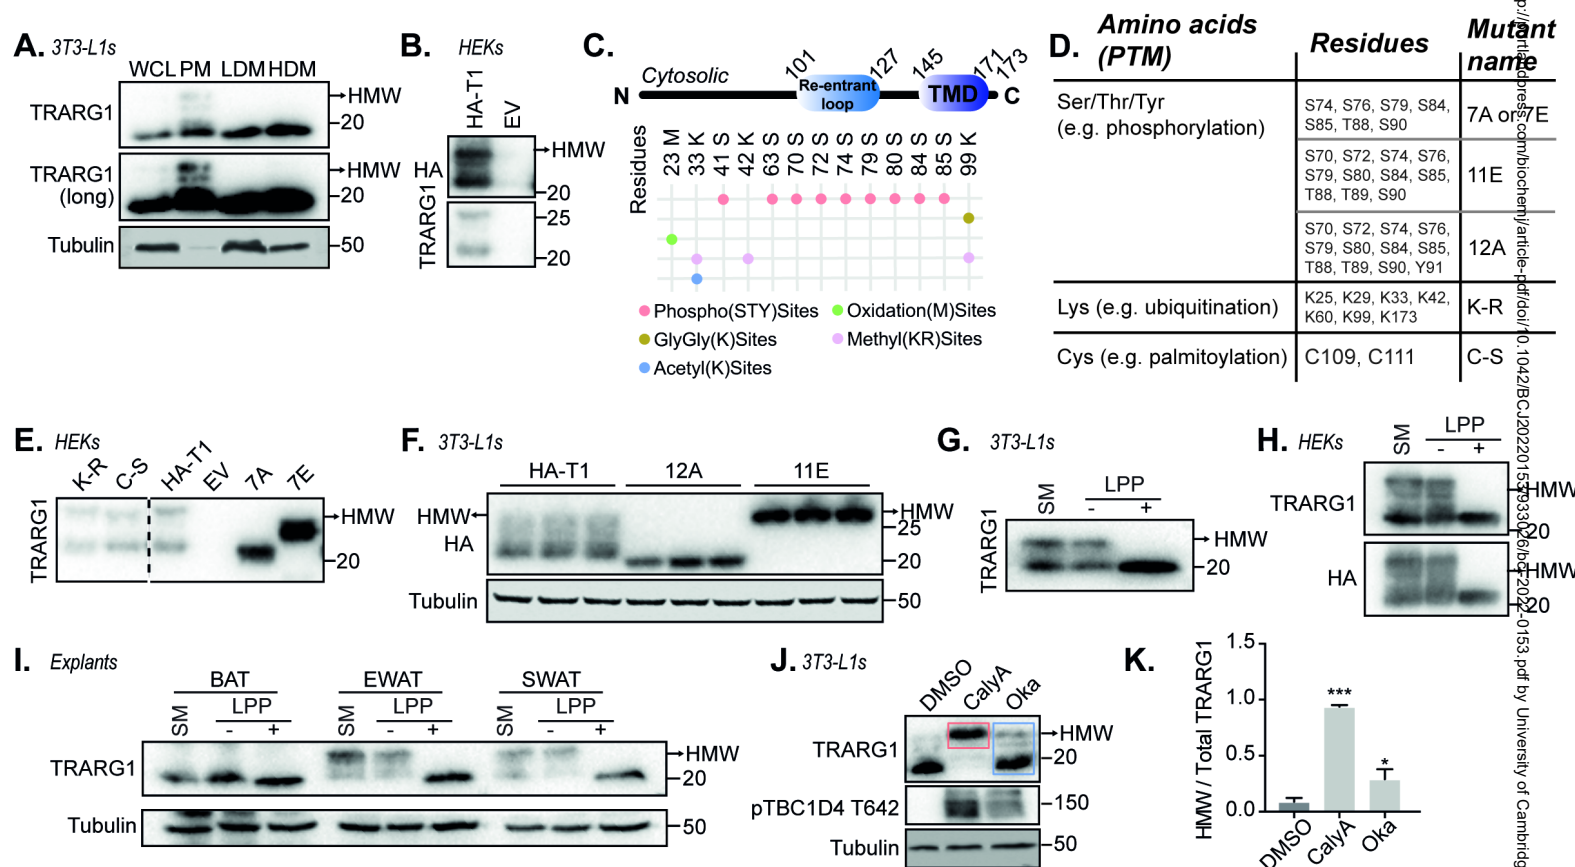 A. 3T3-L1s
WCL PM LDM HDM
TRARG1
HMW
20
TRARG1
(long)
HMW
20
Tubulin
50
B. HEKs
HA-T1
EV
HA
HMW
20
TRARG1
25
20
C.
N
Cytosolic
101
Re-entrant
loop
127
145
TMD
171
173
C
Residues
23 M
33 K
41 S
42 K
63 S
70 S
72 S
74 S
79 S
80 S
84 S
85 S
99 K
Phospho(STY)Sites
Oxidation(M)Sites
GlyGly(K)Sites
Methyl(KR)Sites
Acetyl(K)Sites
D.
Amino acids
(PTM)
Residues
Mutant
name
Ser/Thr/Tyr
(e.g. phosphorylation)
S74, S76, S79, S84,
S85, T88, S90
7A or 7E
S70, S72, S74, S76,
S79, S80, S84, S85,
T88, T89, S90
11E
S70, S72, S74, S76,
S79, S80, S84, S85,
T88, T89, S90, Y91
12A
Lys (e.g. ubiquitination)
K25, K29, K33, K42,
K60, K99, K173
K-R
Cys (e.g. palmitoylation)
C109, C111
C-S
E. HEKs
K-R
C-S
HA-T1
EV
7A
7E
TRARG1
HMW
20
F. 3T3-L1s
HA-T1
12A
11E
HMW
HA
HMW
25
20
Tubulin
50
G. 3T3-L1s
SM
LPP
- +
TRARG1
HMW
20
H. HEKs
SM
LPP
- +
TRARG1
HMW
20
HA
HMW
20
I. Explants
BAT
EWAT
SWAT
SM
LPP
- +
SM
LPP
- +
SM
LPP
- +
TRARG1
HMW
20
Tubulin
50
J. 3T3-L1s
DMSO
CalyA
Oka
TRARG1
HMW
20
pTBC1D4 T642
150
Tubulin
50
K.
HMW / Total TRARG1
1.5
1.0
0.5
0.0
***
*
DMSO
CalyA
Oka